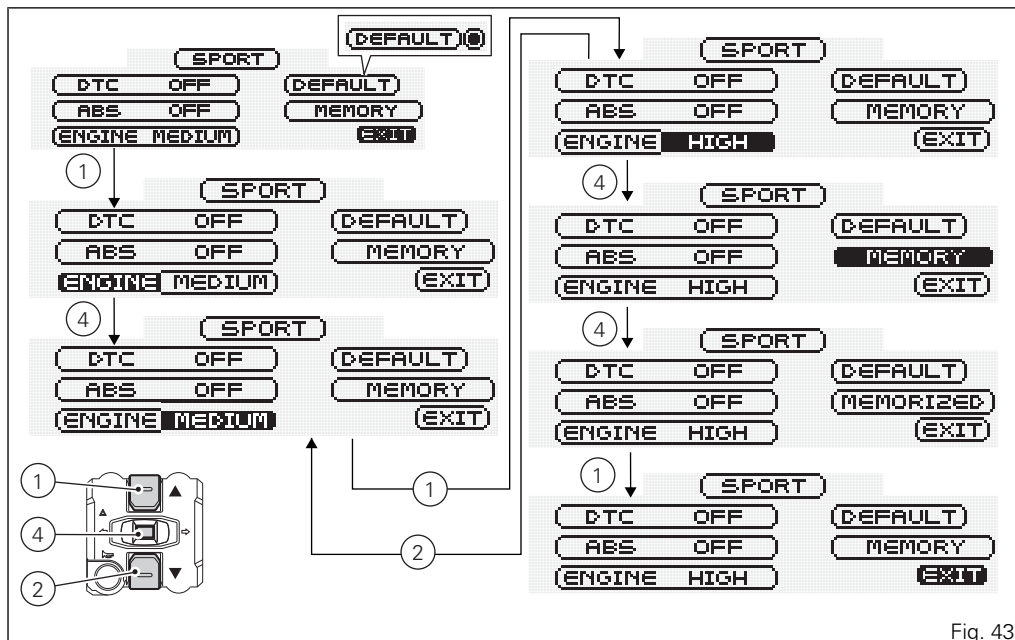 (DEFAULT)
SPORT
DTC OFF DEFAULT
ABS OFF MEMORY
ENGINE MEDIUM EXIT
1
SPORT
DTC OFF DEFAULT
ABS OFF MEMORY
ENGINE MEDIUM EXIT
4
SPORT
DTC OFF DEFAULT
ABS OFF MEMORY
ENGINE MEDIUM EXIT
1
2
1
4
2
SPORT
DTC OFF DEFAULT
ABS OFF MEMORY
ENGINE HIGH EXIT
4
SPORT
DTC OFF DEFAULT
ABS OFF MEMORY
ENGINE HIGH EXIT
4
SPORT
DTC OFF DEFAULT
ABS OFF MEMORIZED
ENGINE HIGH EXIT
1
SPORT
DTC OFF DEFAULT
ABS OFF MEMORY
ENGINE HIGH EXIT
Fig. 43